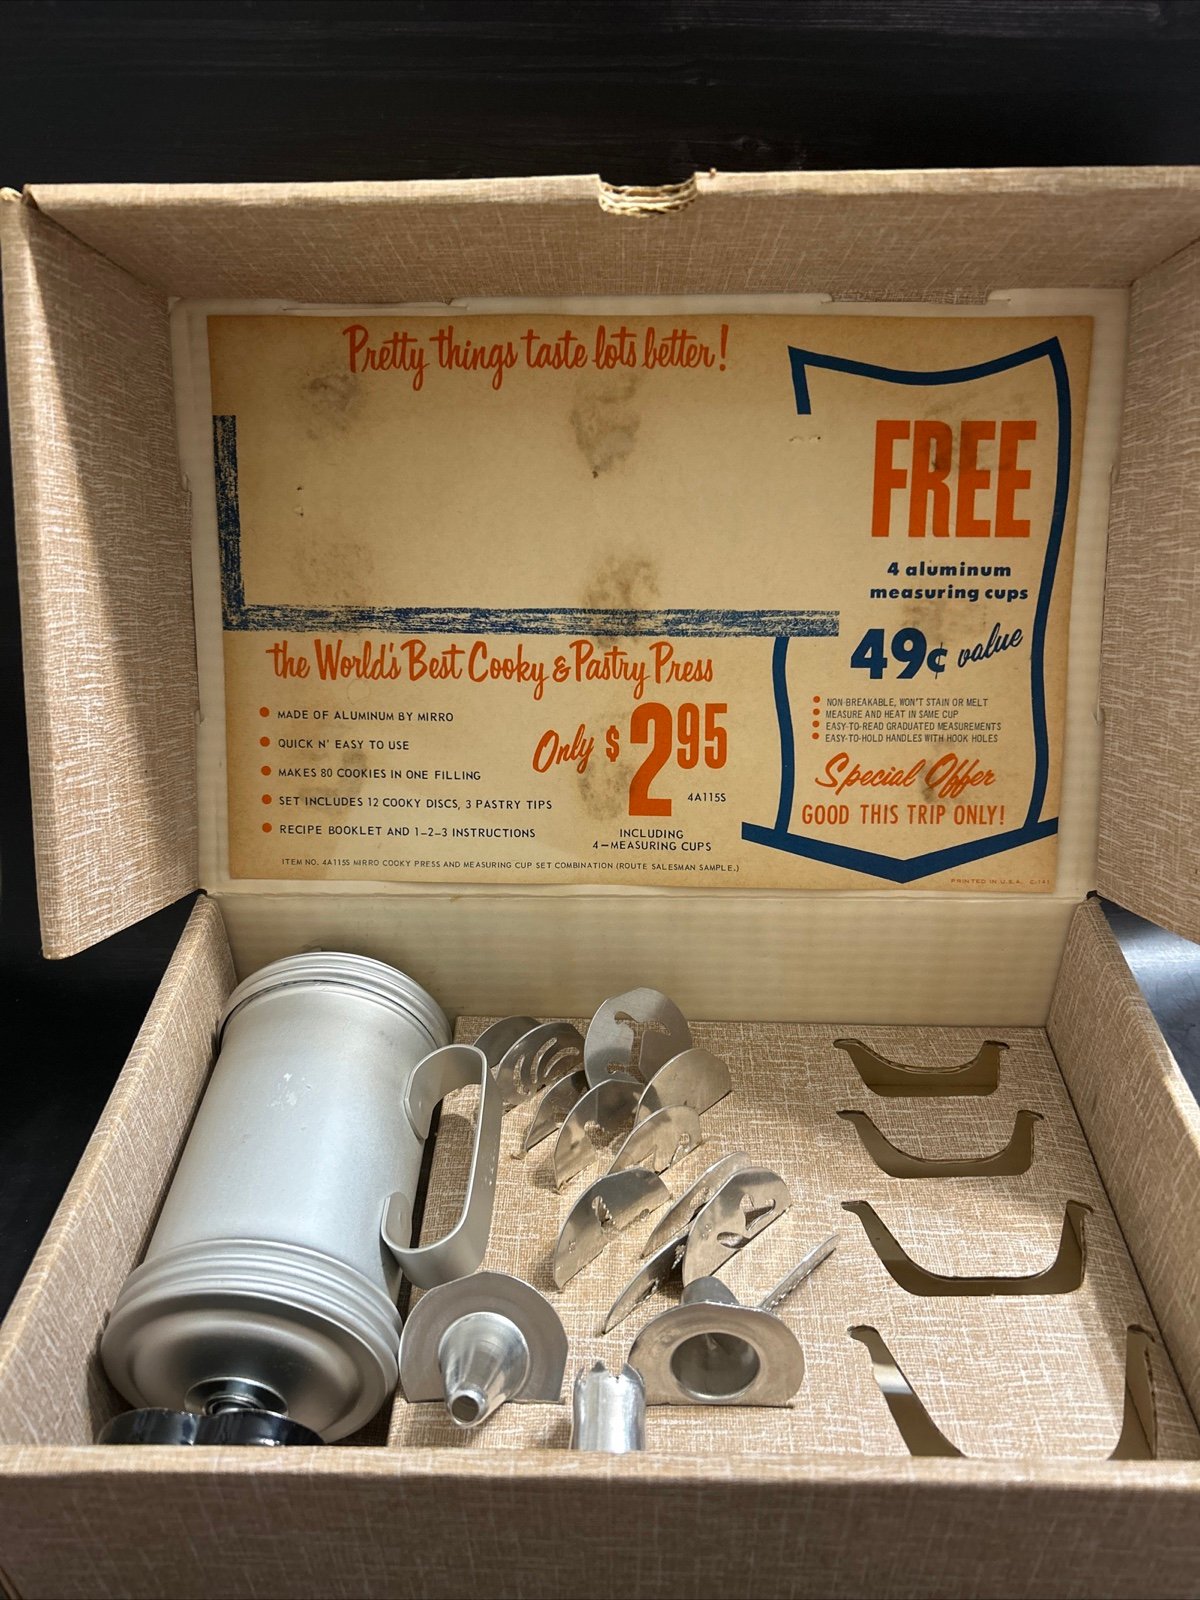 Pretty things taste lots better!
FREE
4 aluminum
measuring cups
49¢ value
NON-BREAKABLE, WON'T STAIN OR MELT
MEASURE AND HEAT IN SAME CUP
EASY-TO-READ GRADUATED MEASUREMENTS
EASY-TO-HOLD HANDLES WITH HOOK HOLES
Special Offer
GOOD THIS TRIP ONLY!
the World's Best Cooky & Pastry Press
MADE OF ALUMINUM BY MIRRO
QUICK N' EASY TO USE
MAKES 80 COOKIES IN ONE FILLING
SET INCLUDES 12 COOKY DISCS, 3 PASTRY TIPS
RECIPE BOOKLET AND 1-2-3 INSTRUCTIONS
Only $2.95
4A115S
INCLUDING
4-MEASURING CUPS
ITEM NO. 4A115S MIRRO COOKY PRESS AND MEASURING CUP SET COMBINATION (ROUTE SALESMAN SAMPLE.)
PRINTED IN U.S.A. C-141